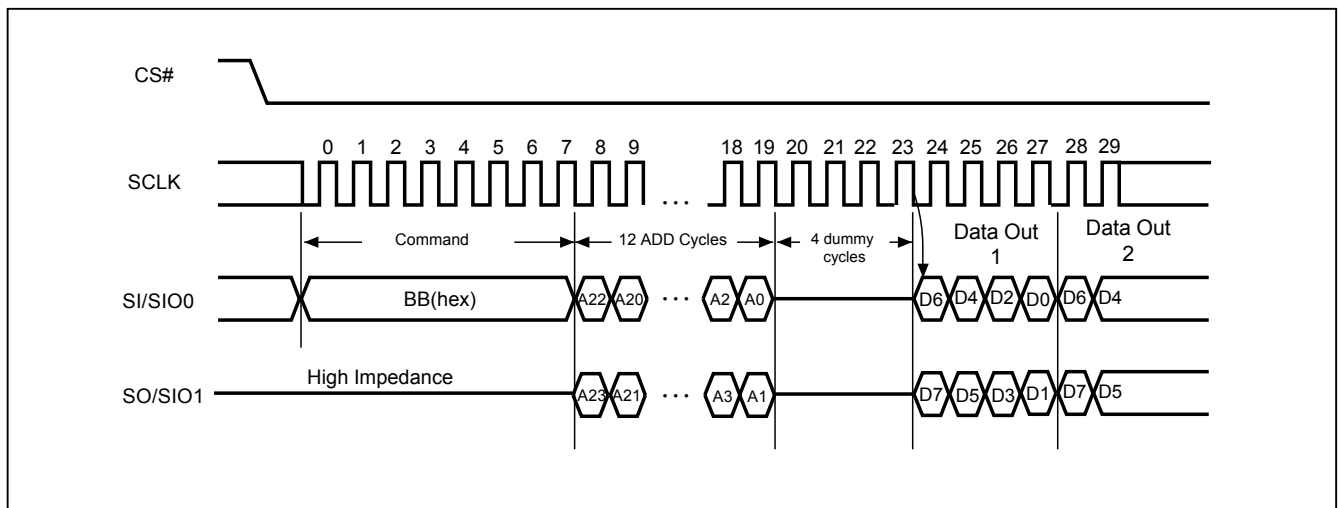 CS#
0 1 2 3 4 5 6 7 8 9 18 19 20 21 22 23 24 25 26 27 28 29
SCLK
...
Command
12 ADD Cycles
4 dummy
cycles
Data Out
1
Data Out
2
SI/SIO0
BB(hex)
A22 A20 ... A2 A0 D6 D4 D2 D0 D6 D4
High Impedance
SO/SIO1
A23 A21 ... A3 A1 D7 D5 D3 D1 D7 D5